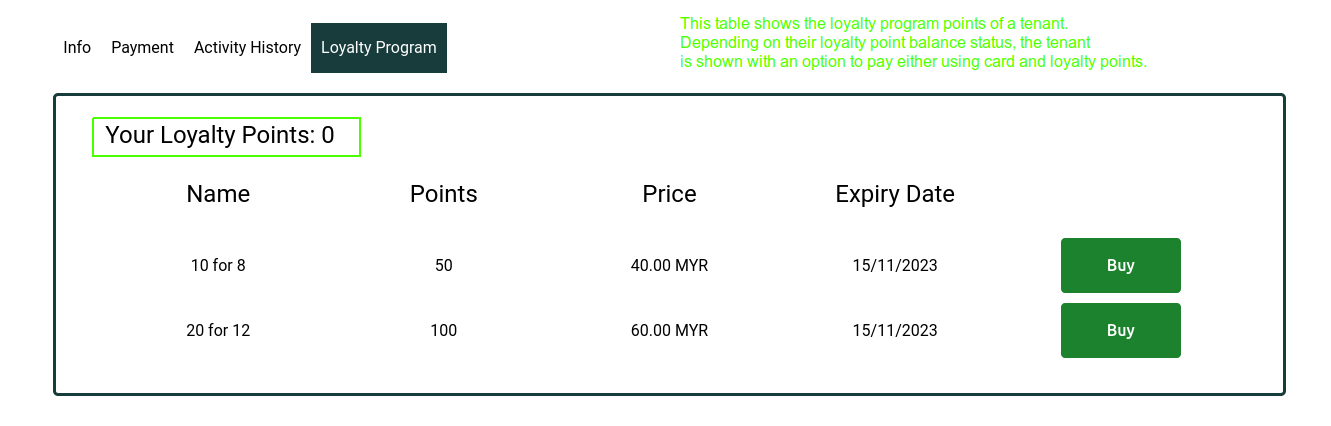 Info Payment Activity History Loyalty Program
This table shows the loyalty program points of a tenant.
Depending on their loyalty point balance status, the tenant
is shown with an option to pay either using card and loyalty points.
Your Loyalty Points: 0
Name Points Price Expiry Date
10 for 8 50 40.00 MYR 15/11/2023 Buy
20 for 12 100 60.00 MYR 15/11/2023 Buy